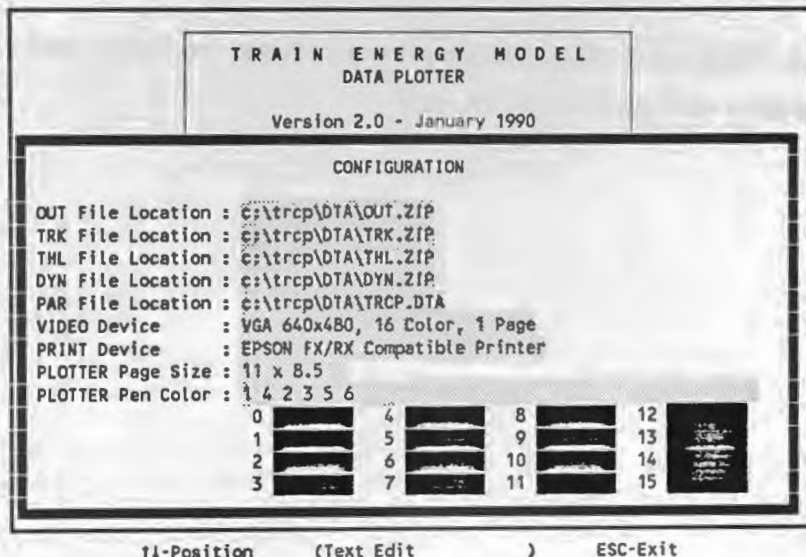 TRAIN ENERGY MODEL
DATA PLOTTER
Version 2.0 - January 1990
CONFIGURATION
OUT File Location : c:\trcp\DTA\OUT.ZIP
TRK File Location : c:\trcp\DTA\TRK.ZIP
THL File Location : c:\trcp\DTA\THL.ZIP
DYN File Location : c:\trcp\DTA\DYN.ZIP
PAR File Location : c:\trcp\DTA\TRCP.DTA
VIDEO Device : VGA 640x480, 16 Color, 1 Page
PRINT Device : EPSON FX/RX Compatible Printer
PLOTTER Page Size : 11 x 8.5
PLOTTER Pen Color : 1 4 2 3 5 6
0 4 8 12
1 5 9 13
2 6 10 14
3 7 11 15
↑↓-Position (Text Edit ) ESC-Exit